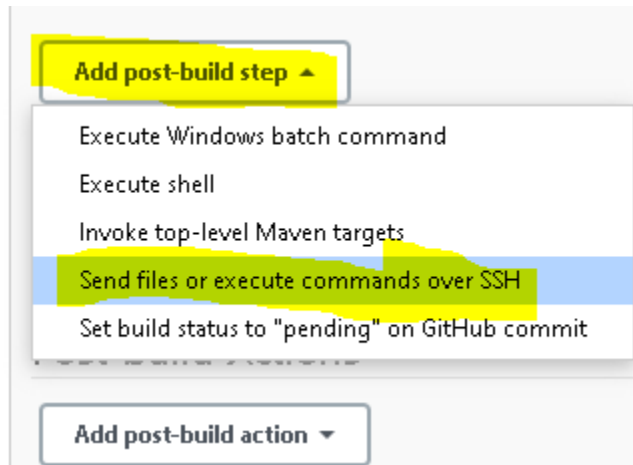 Add post-build step
Execute Windows batch command
Execute shell
Invoke top-level Maven targets
Send files or execute commands over SSH
Set build status to "pending" on GitHub commit
Add post-build action